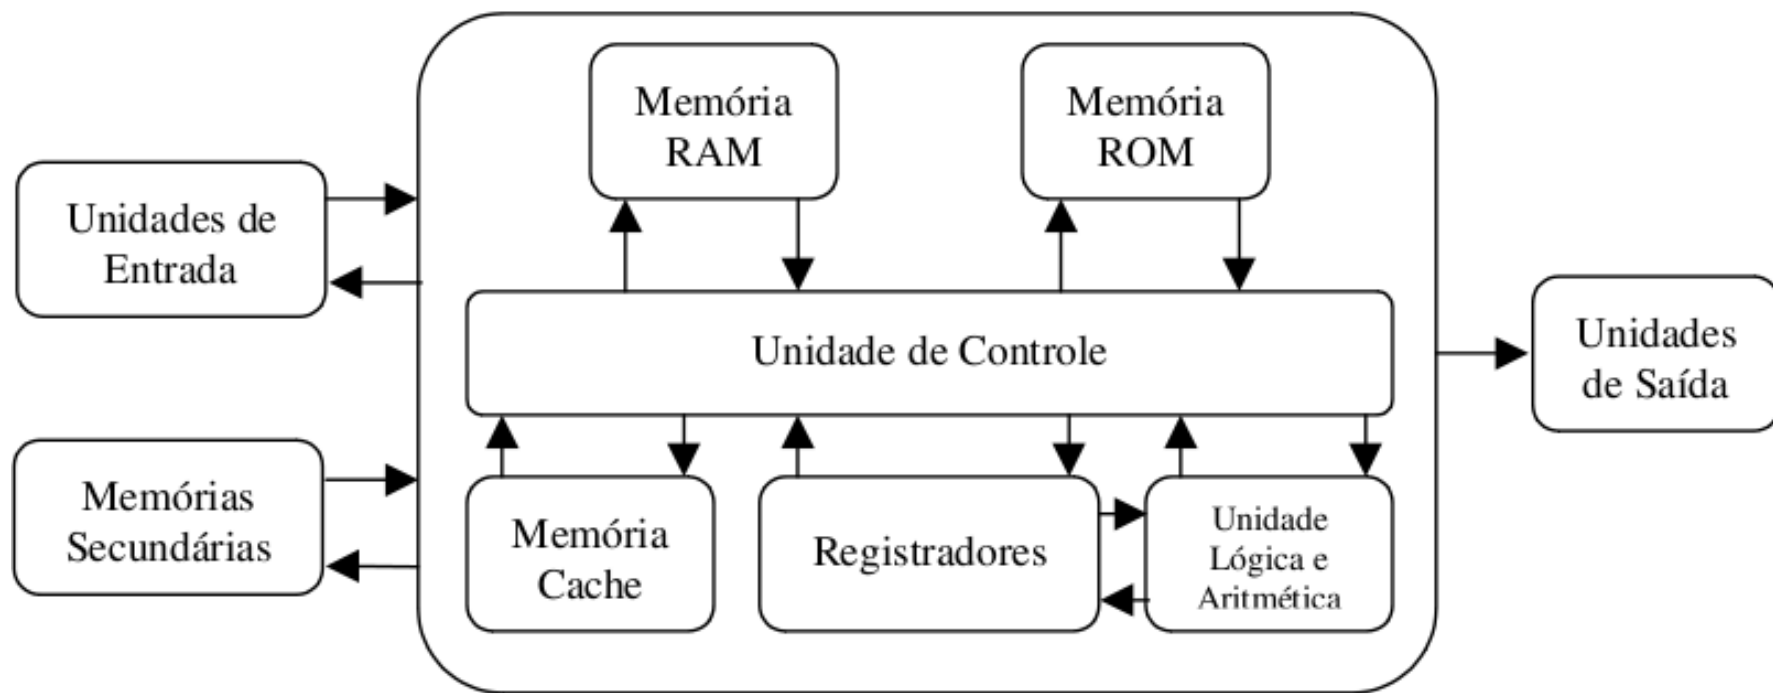 Memória
RAM
Memória
ROM
Unidades de
Entrada
Unidade de Controle
Unidades
de Saída
Memórias
Secundárias
Memória
Cache
Registradores
Unidade
Lógica e
Aritmética